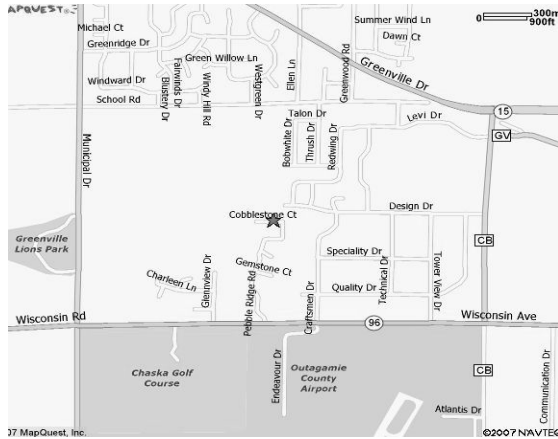 MAPQUEST
300m
0
900ft
Summer Wind Ln
Michael Ct
Dawn Ct
Greenridge Dr
Green Willow Ln
Ellen Ln
Greenwood Rd
Greenville Dr
Windward Dr
Fairwinds Dr
Blustery Dr
Windy Hill Rd
Westgreen Dr
School Rd
Talon Dr
Levi Dr
15
GV
Municipal Dr
Bobwhite Dr
Thrush Dr
Redwing Dr
Cobblestone Ct
Design Dr
Greenville
Lions Park
CB
Speciality Dr
Gemstone Ct
Charleen Ln
Glennview Dr
Pebble Ridge Rd
Craftsmen Dr
Quality Dr
Technical Dr
Tower View Dr
Wisconsin Rd
96
Wisconsin Ave
Chaska Golf
Course
Endeavour Dr
Outagamie
County
Airport
CB
Communication Dr
Atlantis Dr
07 MapQuest, Inc.
©2007 NAVTEQ